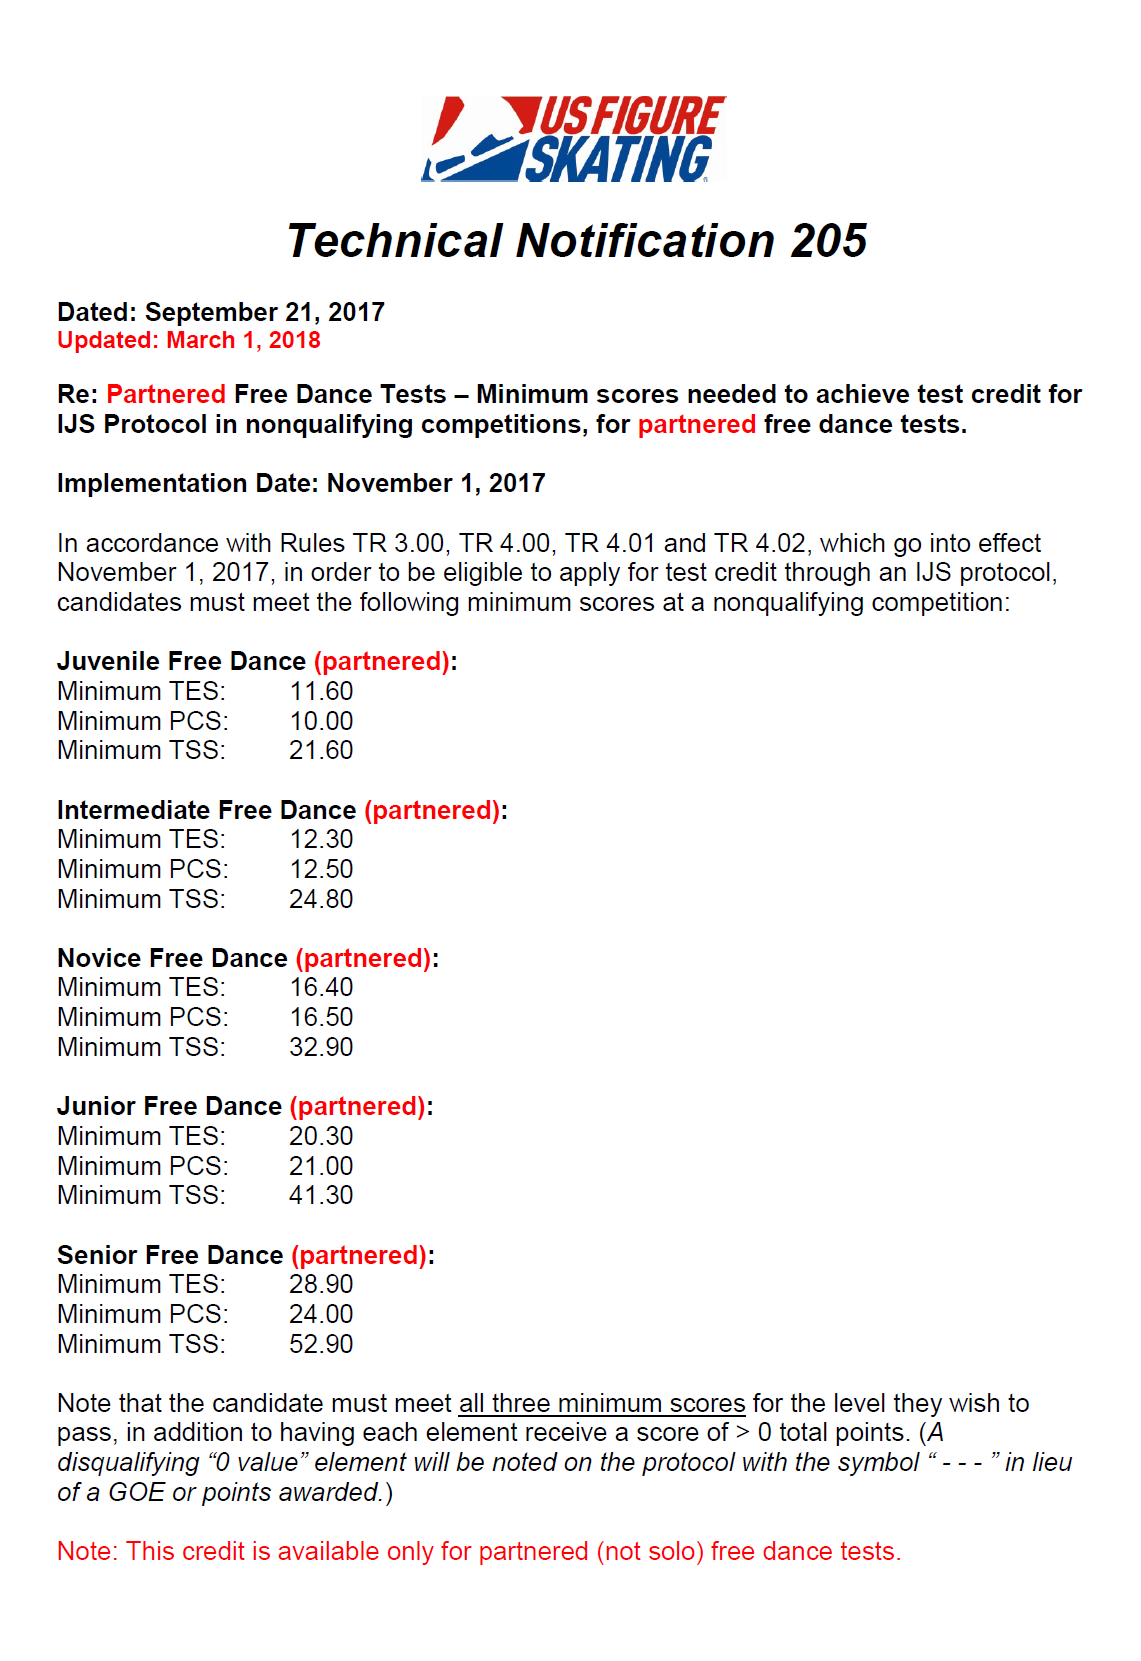 US FIGURE
SKATING
Technical Notification 205
Dated: September 21, 2017
Updated: March 1, 2018
Re: Partnered Free Dance Tests – Minimum scores needed to achieve test credit for
IJS Protocol in nonqualifying competitions, for partnered free dance tests.
Implementation Date: November 1, 2017
In accordance with Rules TR 3.00, TR 4.00, TR 4.01 and TR 4.02, which go into effect
November 1, 2017, in order to be eligible to apply for test credit through an IJS protocol,
candidates must meet the following minimum scores at a nonqualifying competition:
Juvenile Free Dance (partnered):
Minimum TES: 11.60
Minimum PCS: 10.00
Minimum TSS: 21.60
Intermediate Free Dance (partnered):
Minimum TES: 12.30
Minimum PCS: 12.50
Minimum TSS: 24.80
Novice Free Dance (partnered):
Minimum TES: 16.40
Minimum PCS: 16.50
Minimum TSS: 32.90
Junior Free Dance (partnered):
Minimum TES: 20.30
Minimum PCS: 21.00
Minimum TSS: 41.30
Senior Free Dance (partnered):
Minimum TES: 28.90
Minimum PCS: 24.00
Minimum TSS: 52.90
Note that the candidate must meet all three minimum scores for the level they wish to
pass, in addition to having each element receive a score of > 0 total points. (A
disqualifying “0 value” element will be noted on the protocol with the symbol “ - - - ” in lieu
of a GOE or points awarded.)
Note: This credit is available only for partnered (not solo) free dance tests.